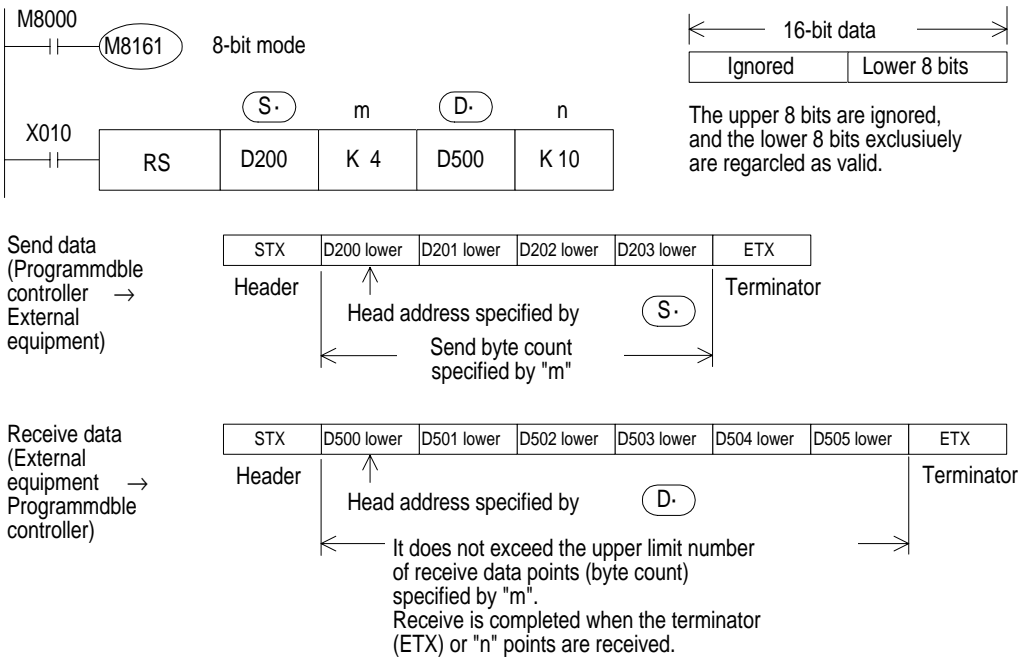 M8000
M8161
8-bit mode
S·
m
D·
n
X010
RS
D200
K 4
D500
K 10
16-bit data
Ignored
Lower 8 bits
The upper 8 bits are ignored,
and the lower 8 bits exclusiuely
are regarcled as valid.
Send data
(Programmdble
controller →
External
equipment)
STX
D200 lower
D201 lower
D202 lower
D203 lower
ETX
Header
Terminator
Head address specified by
S·
Send byte count
specified by "m"
Receive data
(External
equipment →
Programmdble
controller)
STX
D500 lower
D501 lower
D502 lower
D503 lower
D504 lower
D505 lower
ETX
Header
Terminator
Head address specified by
D·
It does not exceed the upper limit number
of receive data points (byte count)
specified by "m".
Receive is completed when the terminator
(ETX) or "n" points are received.